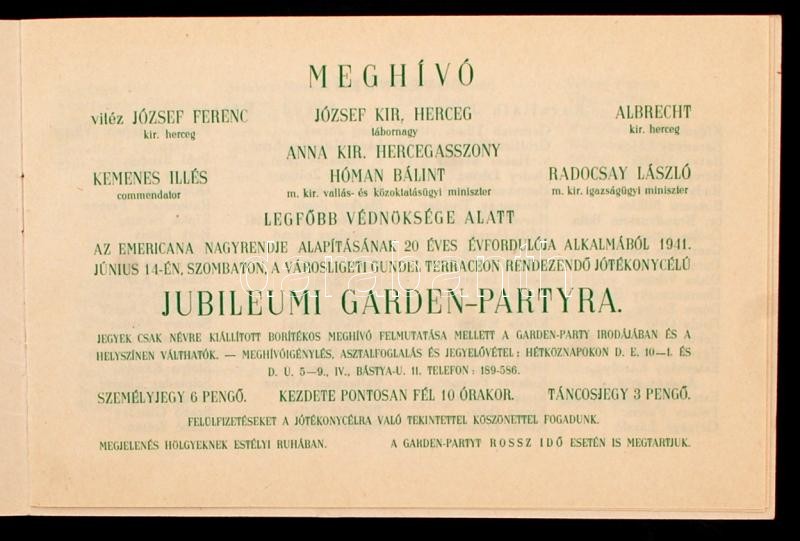 MEGHÍVÓ
vitéz JÓZSEF FERENC
kir. herceg
JÓZSEF KIR. HERCEG
tábornagy
ALBRECHT
kir. herceg
ANNA KIR. HERCEGASSZONY
KEMENES ILLÉS
commendator
HÓMAN BÁLINT
m. kir. vallás- és közoktatásügyi miniszter
RADOCSAY LÁSZLÓ
m. kir. igazságügyi miniszter
LEGFŐBB VÉDNÖKSÉGE ALATT
AZ EMERICANA NAGYRENDJE ALAPÍTÁSÁNAK 20 ÉVES ÉVFORDULÓJA ALKALMÁBÓL 1941.
JÚNIUS 14-ÉN, SZOMBATON, A VÁROSLIGETI GUNDEL TERRACEON RENDEZENDŐ JÓTÉKONYCÉLÚ
JUBILEUMI GARDEN-PARTYRA.
JEGYEK CSAK NÉVRE KIÁLLÍTOTT BORÍTÉKOS MEGHÍVÓ FELMUTATÁSA MELLETT A GARDEN-PARTY IRODÁJÁBAN ÉS A
HELYSZÍNEN VÁLTHATÓK. — MEGHÍVÓIGÉNYLÉS, ASZTALFOGLALÁS ÉS JEGYELŐVÉTEL: HÉTKÖZNAPOKON D. E. 10—1. ÉS
D. U. 5—9., IV., BÁSTYA-U. 11. TELEFON: 189-586.
SZEMÉLYJEGY 6 PENGŐ. KEZDETE PONTOSAN FÉL 10 ÓRAKOR. TÁNCOSJEGY 3 PENGŐ.
FELÜLFIZETÉSEKET A JÓTÉKONYCÉLRA VALÓ TEKINTETTEL KÖSZÖNETTEL FOGADUNK.
MEGJELENÉS HÖLGYEKNEK ESTÉLYI RUHÁBAN. A GARDEN-PARTYT ROSSZ IDŐ ESETÉN IS MEGTARTJUK.
darabanth